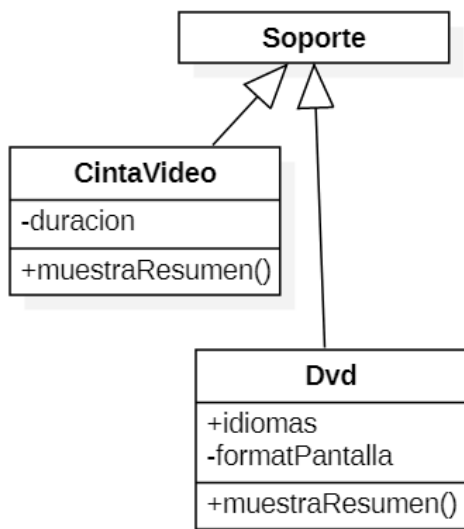 Soporte
CintaVideo
-duracion
+muestraResumen()
Dvd
+idiomas
-formatPantalla
+muestraResumen()